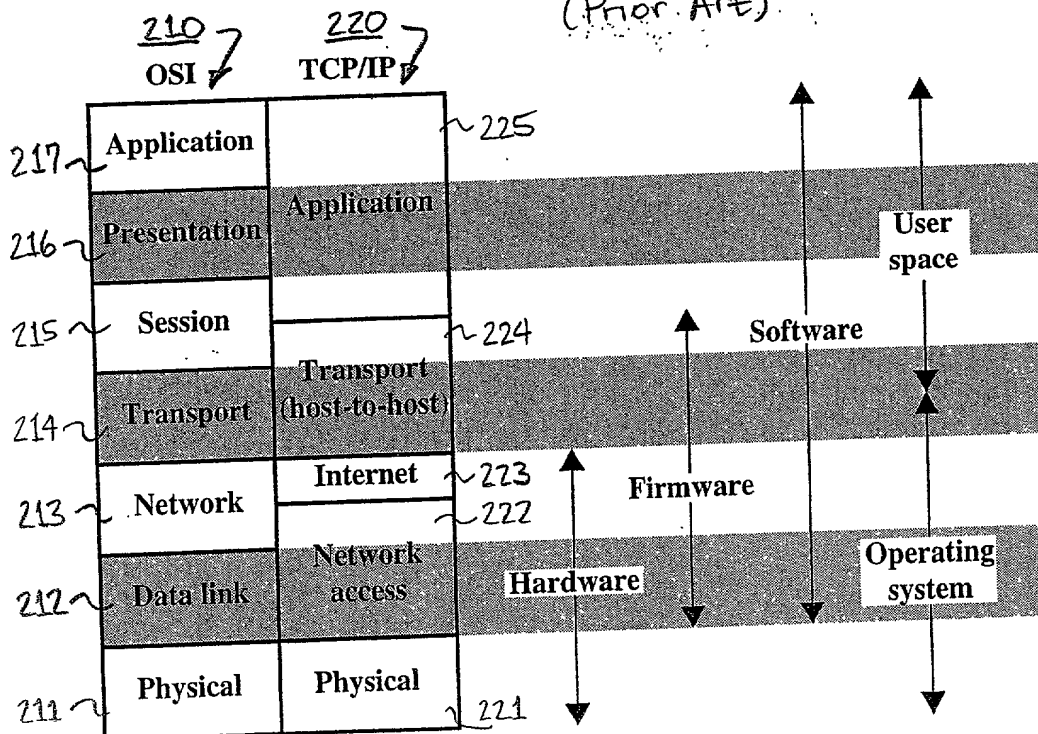 (Prior Art)
210 220
OSI TCP/IP
Application
217
225
Presentation
216
Application
User
space
Session
215
224
Software
Transport
214
Transport
(host-to-host)
Internet
223
Network
213
222
Firmware
Data link
212
Network
access
Hardware
Operating
system
Physical
211
Physical
221